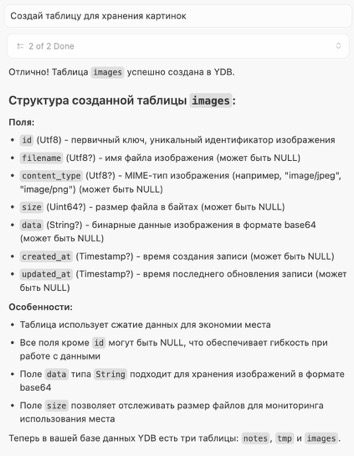 Создай таблицу для хранения картинок
2 of 2 Done
Отлично! Таблица images успешно создана в YDB.
Структура созданной таблицы images:
Поля:
• id (Utf8) - первичный ключ, уникальный идентификатор изображения
• filename (Utf8?) - имя файла изображения (может быть NULL)
• content_type (Utf8?) - MIME-тип изображения (например, "image/jpeg",
"image/png") (может быть NULL)
• size (Uint64?) - размер файла в байтах (может быть NULL)
• data (String?) - бинарные данные изображения в формате base64
(может быть NULL)
• created_at (Timestamp?) - время создания записи (может быть NULL)
• updated_at (Timestamp?) - время последнего обновления записи (может
быть NULL)
Особенности:
• Таблица использует сжатие данных для экономии места
• Все поля кроме id могут быть NULL, что обеспечивает гибкость при
работе с данными
• Поле data типа String подходит для хранения изображений в формате
base64
• Поле size позволяет отслеживать размер файлов для мониторинга
использования места
Теперь в вашей базе данных YDB есть три таблицы: notes, tmp и images.